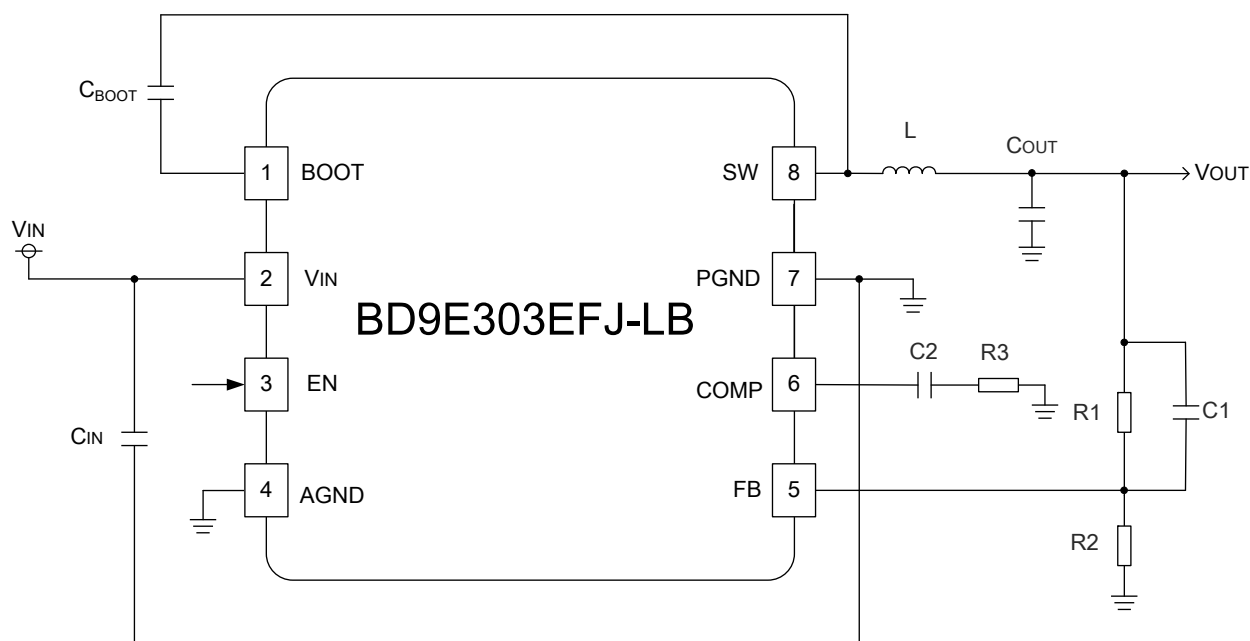 CBOOT
L
COUT
1
BOOT
SW
8
VOUT
VIN
2
VIN
PGND
7
BD9E303EFJ-LB
3
EN
COMP
6
C2
R3
CIN
R1
C1
4
AGND
FB
5
R2